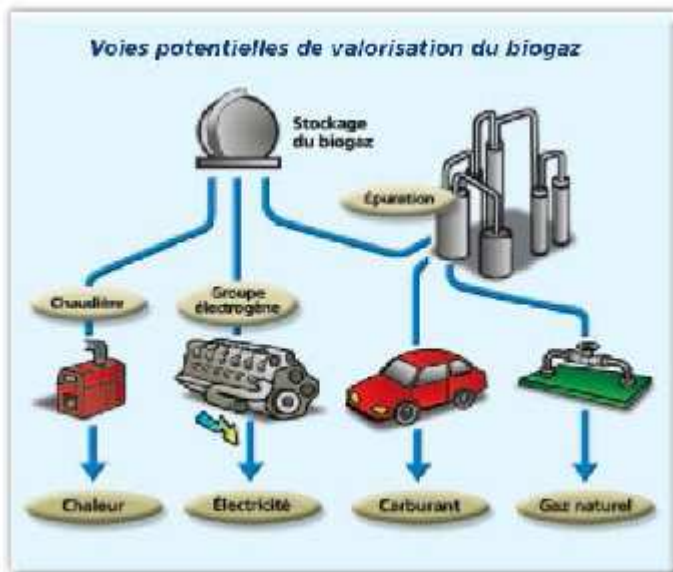 Voies potentielles de valorisation du biogaz
Stockage
du biogaz
Épuration
Chaudière
Groupe
électrogène
Chaleur
Électricité
Carburant
Gaz naturel